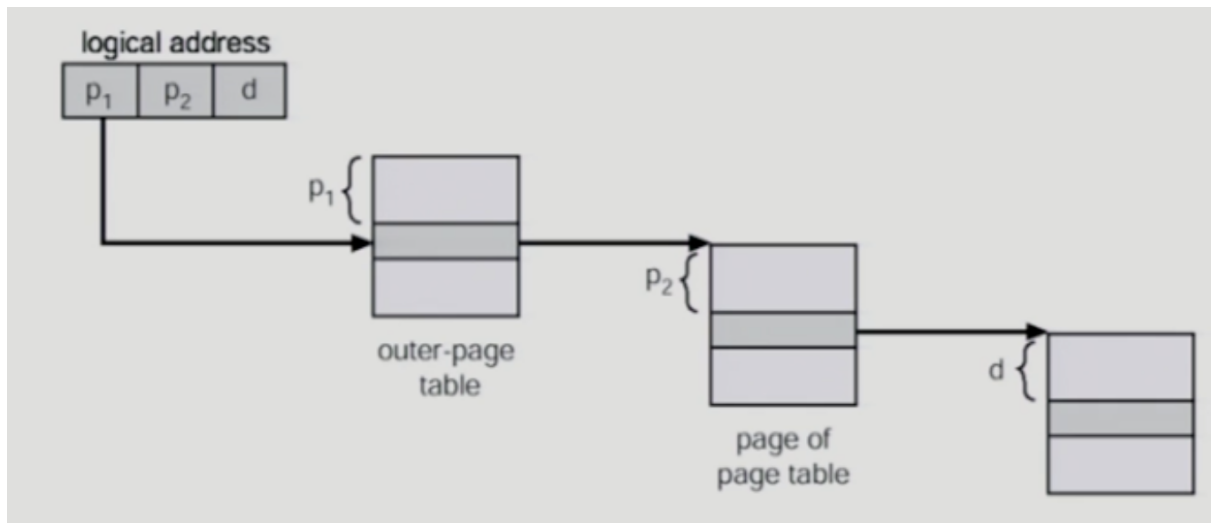 logical address
p₁ p₂ d
p₁
outer-page
table
p₂
page of
page table
d